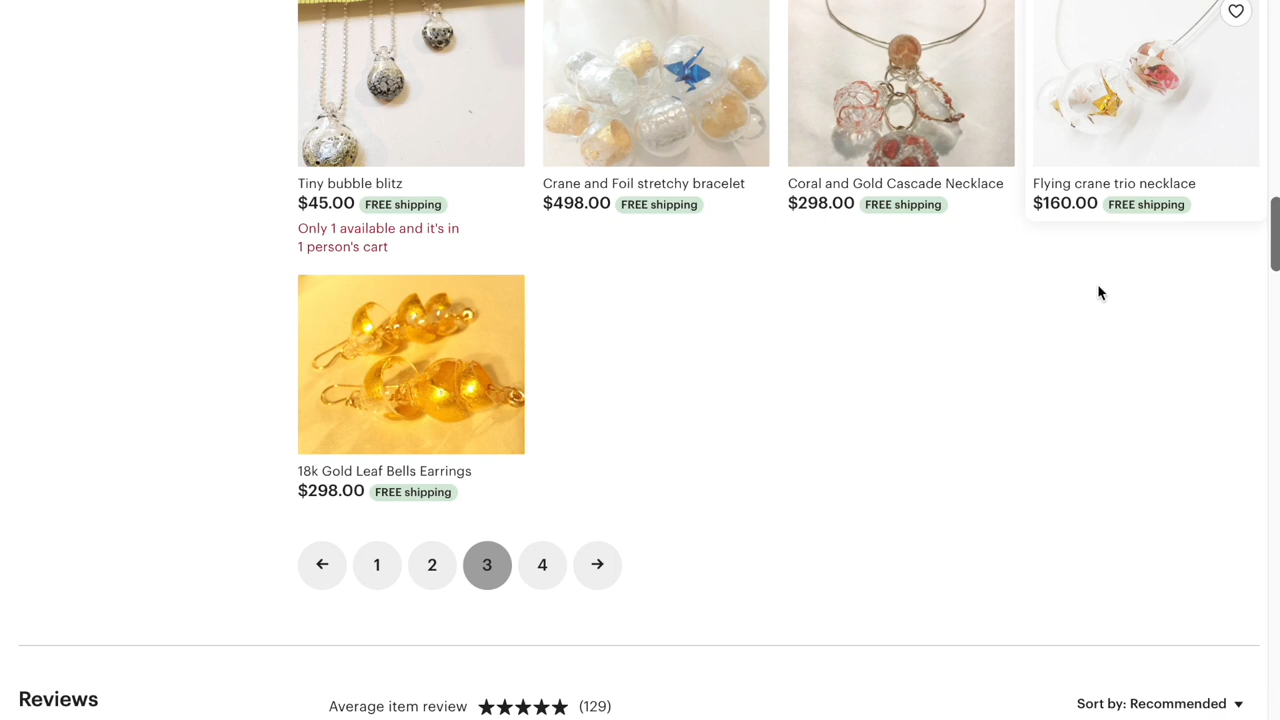 Tiny bubble blitz
$45.00 FREE shipping
Only 1 available and it's in
1 person's cart
Crane and Foil stretchy bracelet
$498.00 FREE shipping
Coral and Gold Cascade Necklace
$298.00 FREE shipping
Flying crane trio necklace
$160.00 FREE shipping
18k Gold Leaf Bells Earrings
$298.00 FREE shipping
1 2 3 4
Reviews
Average item review ★★★★★ (129)
Sort by: Recommended